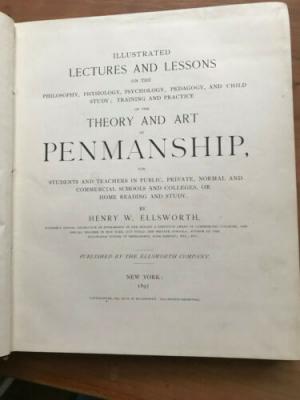 ILLUSTRATED
LECTURES AND LESSONS
ON THE
PHILOSOPHY, PHYSIOLOGY, PSYCHOLOGY, PEDAGOGY, AND CHILD
STUDY; TRAINING AND PRACTICE
OF THE
THEORY AND ART
OF
PENMANSHIP,
FOR
STUDENTS AND TEACHERS IN PUBLIC, PRIVATE, NORMAL AND
COMMERCIAL SCHOOLS AND COLLEGES, OR
HOME READING AND STUDY.
BY
HENRY W. ELLSWORTH,
PUBLISHED BY THE ELLSWORTH COMPANY.
NEW YORK:
1897